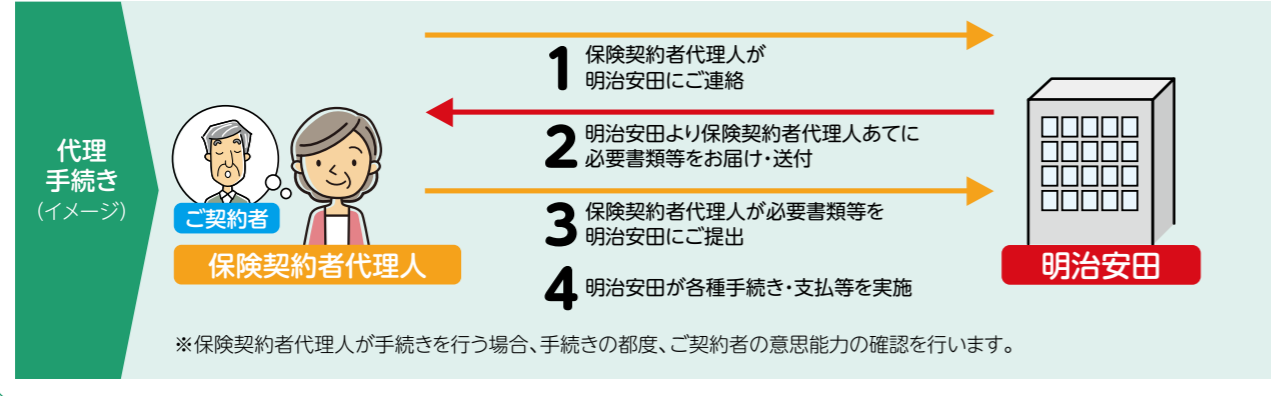 代理
手続き
(イメージ)
ご契約者
保険契約者代理人
1 保険契約者代理人が
明治安田にご連絡
2 明治安田より保険契約者代理人あてに
必要書類等をお届け・送付
3 保険契約者代理人が必要書類等を
明治安田にご提出
4 明治安田が各種手続き・支払等を実施
明治安田
※保険契約者代理人が手続きを行う場合、手続きの都度、ご契約者の意思能力の確認を行います。